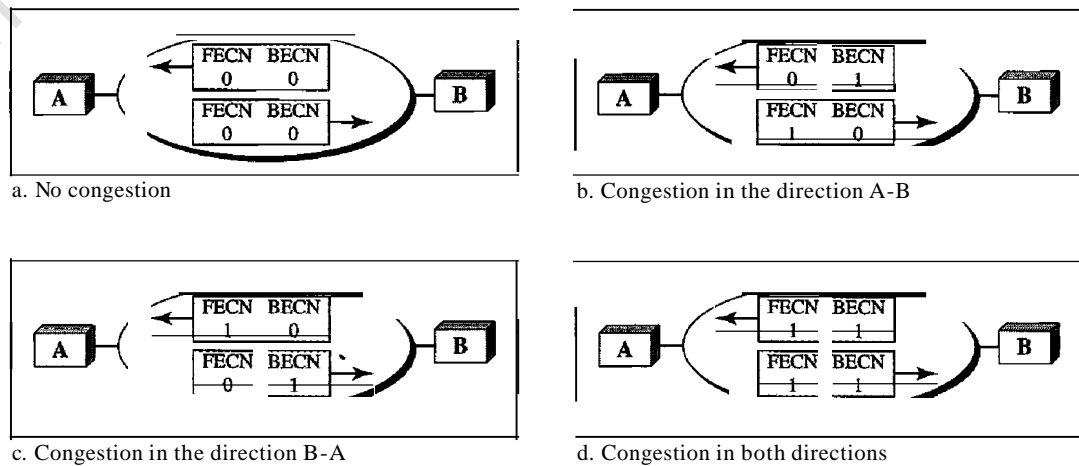 FECN BECN
0 0
A
B
FECN BECN
0 0
a. No congestion
FECN BECN
0 1
A
B
FECN BECN
1 0
b. Congestion in the direction A-B
FECN BECN
1 0
A
B
FECN BECN
0 1
c. Congestion in the direction B-A
FECN BECN
1 1
A
B
FECN BECN
1 1
d. Congestion in both directions